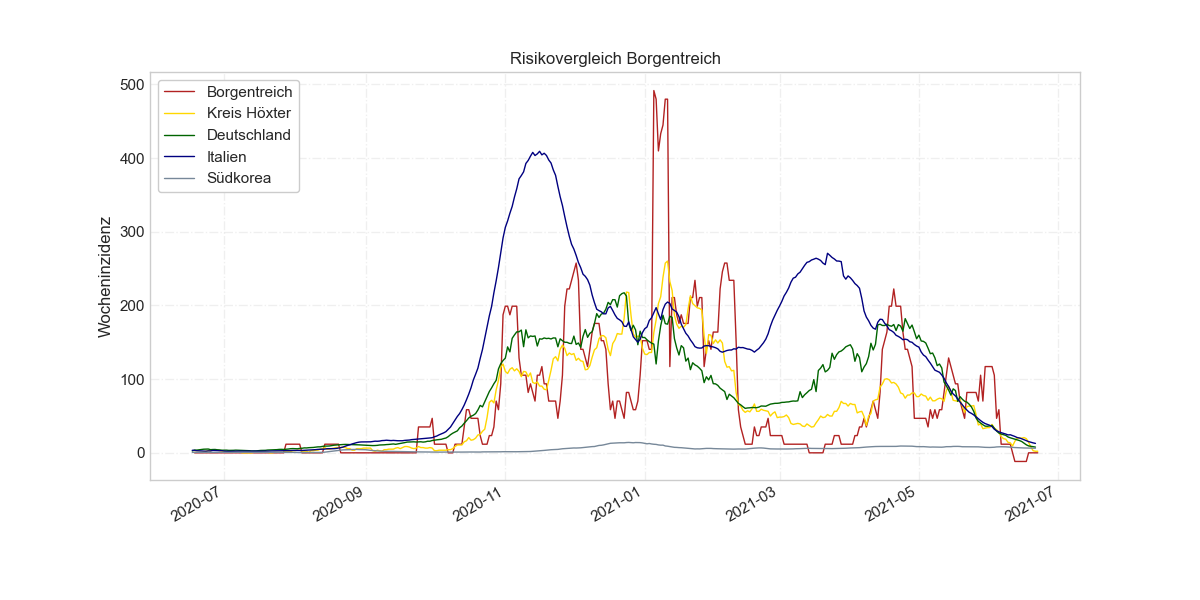 Risikovergleich Borgentreich
Borgentreich
Kreis Höxter
Deutschland
Italien
Südkorea
Wocheninzidenz
500
400
300
200
100
0
2020-07
2020-09
2020-11
2021-01
2021-03
2021-05
2021-07